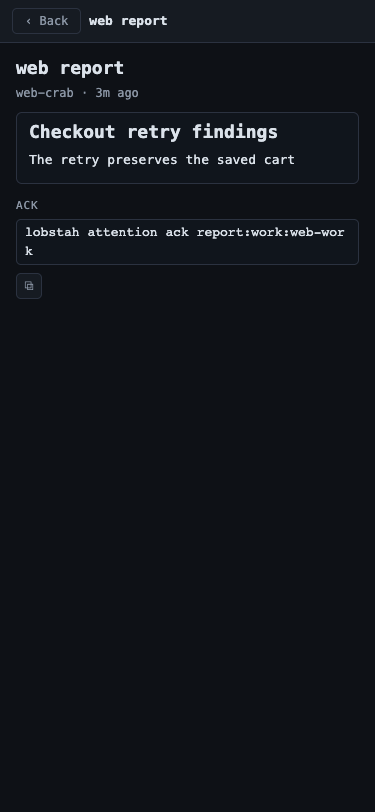 ‹ Back web report
web report
web-crab · 3m ago
Checkout retry findings
The retry preserves the saved cart
ACK
lobstah attention ack report:work:web-wor
k